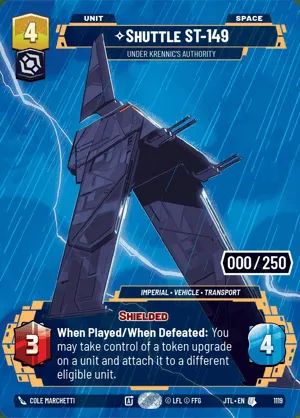 UNIT
SPACE
4
✧SHUTTLE ST-149
UNDER KRENNIC'S AUTHORITY
000/250
IMPERIAL • VEHICLE • TRANSPORT
SHIELDED
3
When Played/When Defeated: You
may take control of a token upgrade
on a unit and attach it to a different
eligible unit.
4
COLE MARCHETTI
© LFL © FFG
JTL • EN
1119